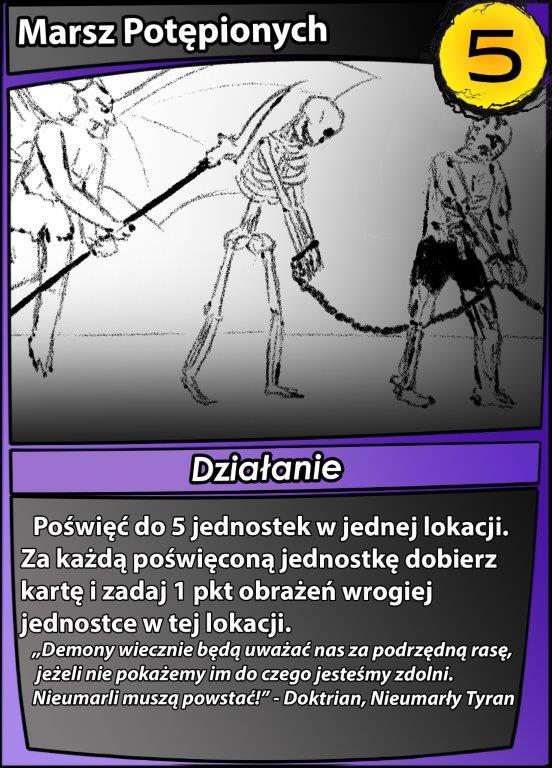 Marsz Potępionych
5
Działanie
Poświęć do 5 jednostek w jednej lokacji.
Za każdą poświęconą jednostkę dobierz
kartę i zadaj 1 pkt obrażeń wrogiej
jednostce w tej lokacji.
„Demony wiecznie będą uważać nas za podrzędną rasę,
jeżeli nie pokażemy im do czego jesteśmy zdolni.
Nieumarli muszą powstać!” - Doktrian, Nieumarły Tyran